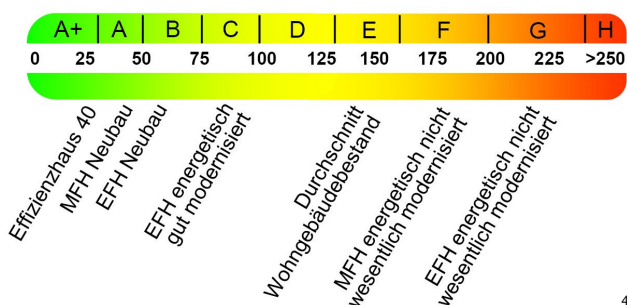 A+ A B C D E F G H
0 25 50 75 100 125 150 175 200 225 >250
Effizienzhaus 40
MFH Neubau
EFH Neubau
EFH energetisch
gut modernisiert
Durchschnitt
Wohngebäudebestand
MFH energetisch nicht
wesentlich modernisiert
EFH energetisch nicht
wesentlich modernisiert
4